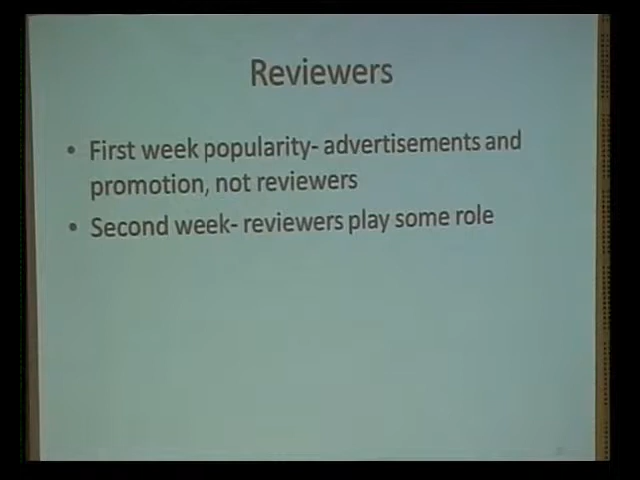 Reviewers
• First week popularity- advertisements and
promotion, not reviewers
• Second week- reviewers play some role